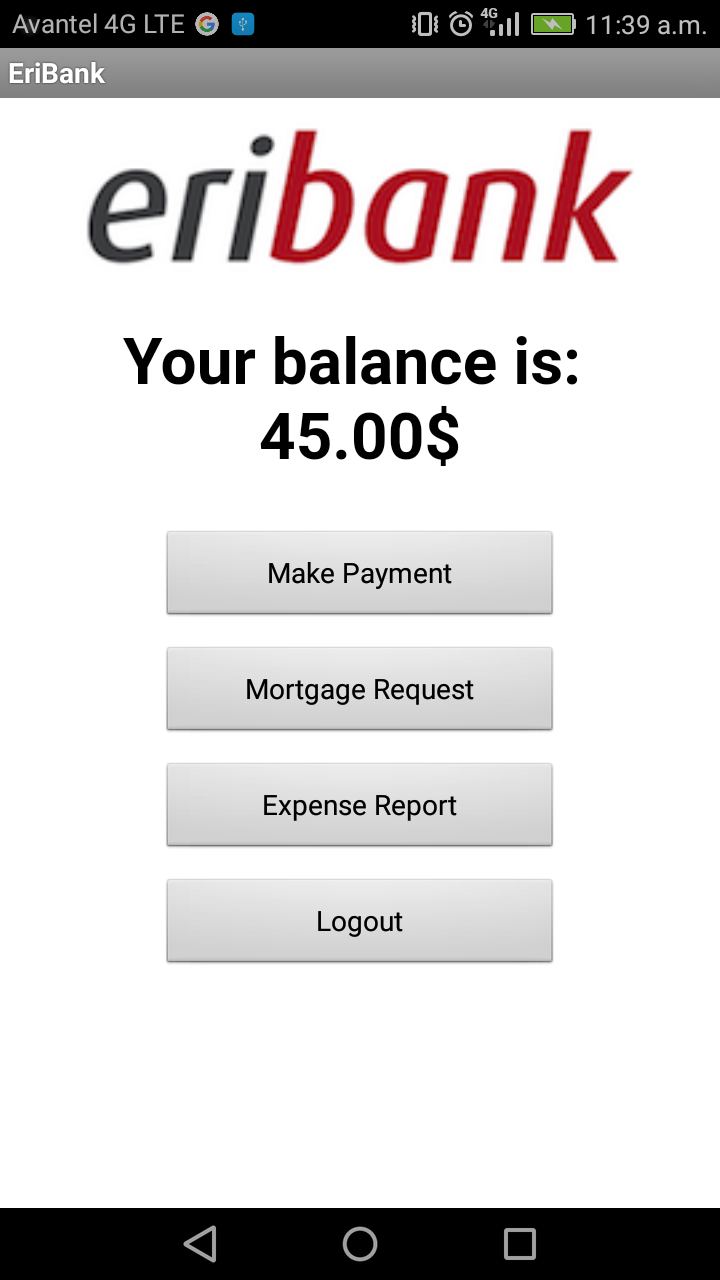 Avantel 4G LTE 4G 11:39 a.m.
EriBank
eribank
Your balance is:
45.00$
Make Payment
Mortgage Request
Expense Report
Logout